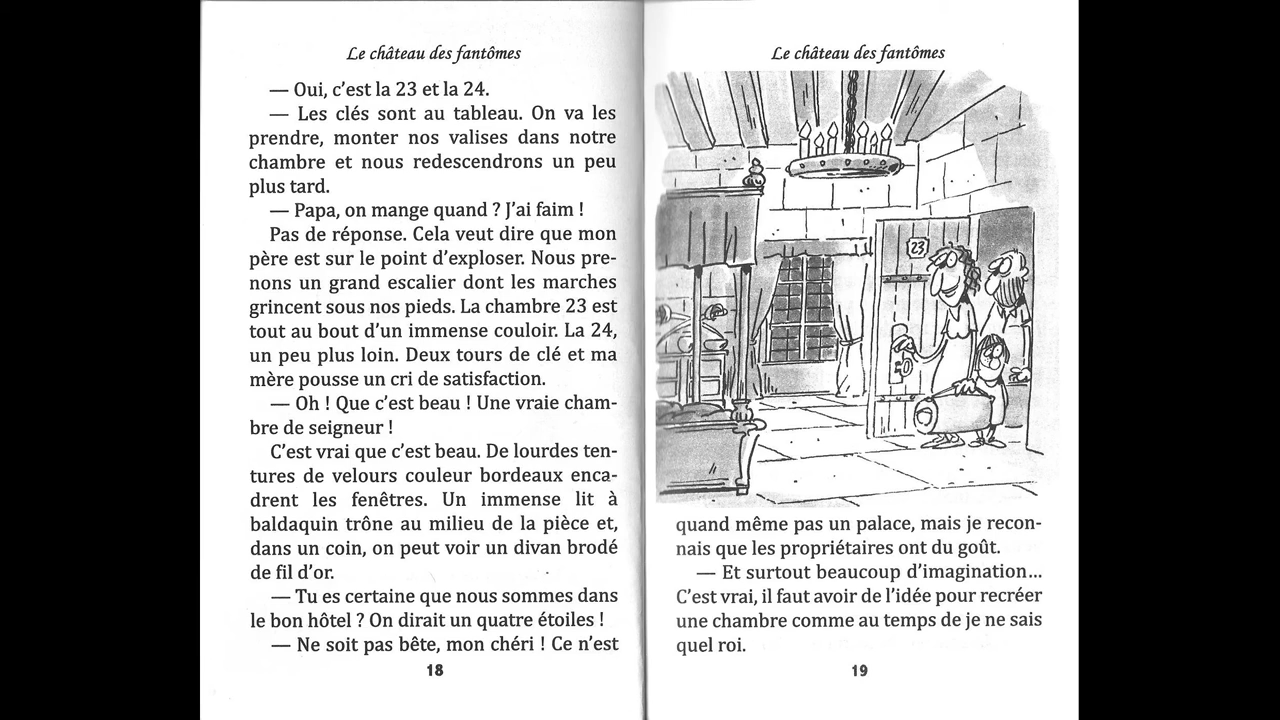 Le château des fantômes
— Oui, c'est la 23 et la 24.
— Les clés sont au tableau. On va les
prendre, monter nos valises dans notre
chambre et nous redescendrons un peu
plus tard.
— Papa, on mange quand ? J'ai faim !
Pas de réponse. Cela veut dire que mon
père est sur le point d'exploser. Nous pre-
nons un grand escalier dont les marches
grincent sous nos pieds. La chambre 23 est
tout au bout d'un immense couloir. La 24,
un peu plus loin. Deux tours de clé et ma
mère pousse un cri de satisfaction.
— Oh ! Que c'est beau ! Une vraie cham-
bre de seigneur !
C'est vrai que c'est beau. De lourdes ten-
tures de velours couleur bordeaux enca-
drent les fenêtres. Un immense lit à
baldaquin trône au milieu de la pièce et,
dans un coin, on peut voir un divan brodé
de fil d'or.
— Tu es certaine que nous sommes dans
le bon hôtel ? On dirait un quatre étoiles !
— Ne soit pas bête, mon chéri ! Ce n'est
18
Le château des fantômes
23
quand même pas un palace, mais je recon-
nais que les propriétaires ont du goût.
— Et surtout beaucoup d'imagination...
C'est vrai, il faut avoir de l'idée pour recréer
une chambre comme au temps de je ne sais
quel roi.
19